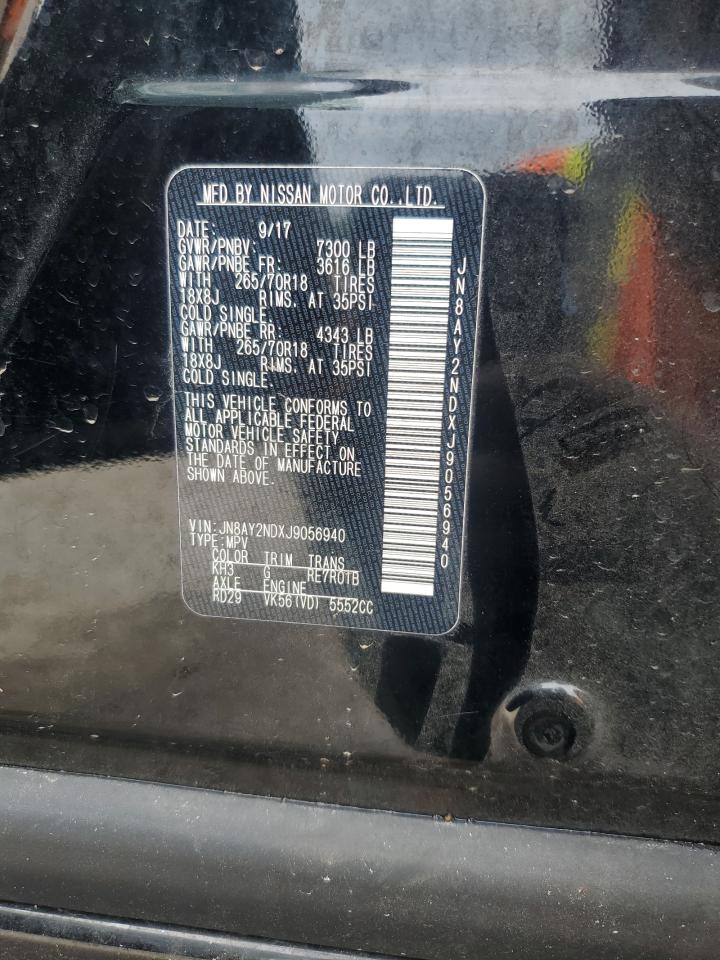 MFD BY NISSAN MOTOR CO.,LTD.
DATE: 9/17
GVWR/PNBV: 7300 LB
GAWR/PNBE FR: 3616 LB
WITH 265/70R18 TIRES
18X8J RIMS. AT 35PSI
COLD SINGLE.
GAWR/PNBE RR: 4343 LB
WITH 265/70R18 TIRES
18X8J RIMS. AT 35PSI
COLD SINGLE.
THIS VEHICLE CONFORMS TO
ALL APPLICABLE FEDERAL
MOTOR VEHICLE SAFETY
STANDARDS IN EFFECT ON
THE DATE OF MANUFACTURE
SHOWN ABOVE.
VIN:JN8AY2NDXJ9056940
TYPE:MPV
COLOR TRIM TRANS
KH3 G RE7R01B
AXLE ENGINE
RD29 VK56(VD) 5552CC
JN8AY2NDXJ9056940